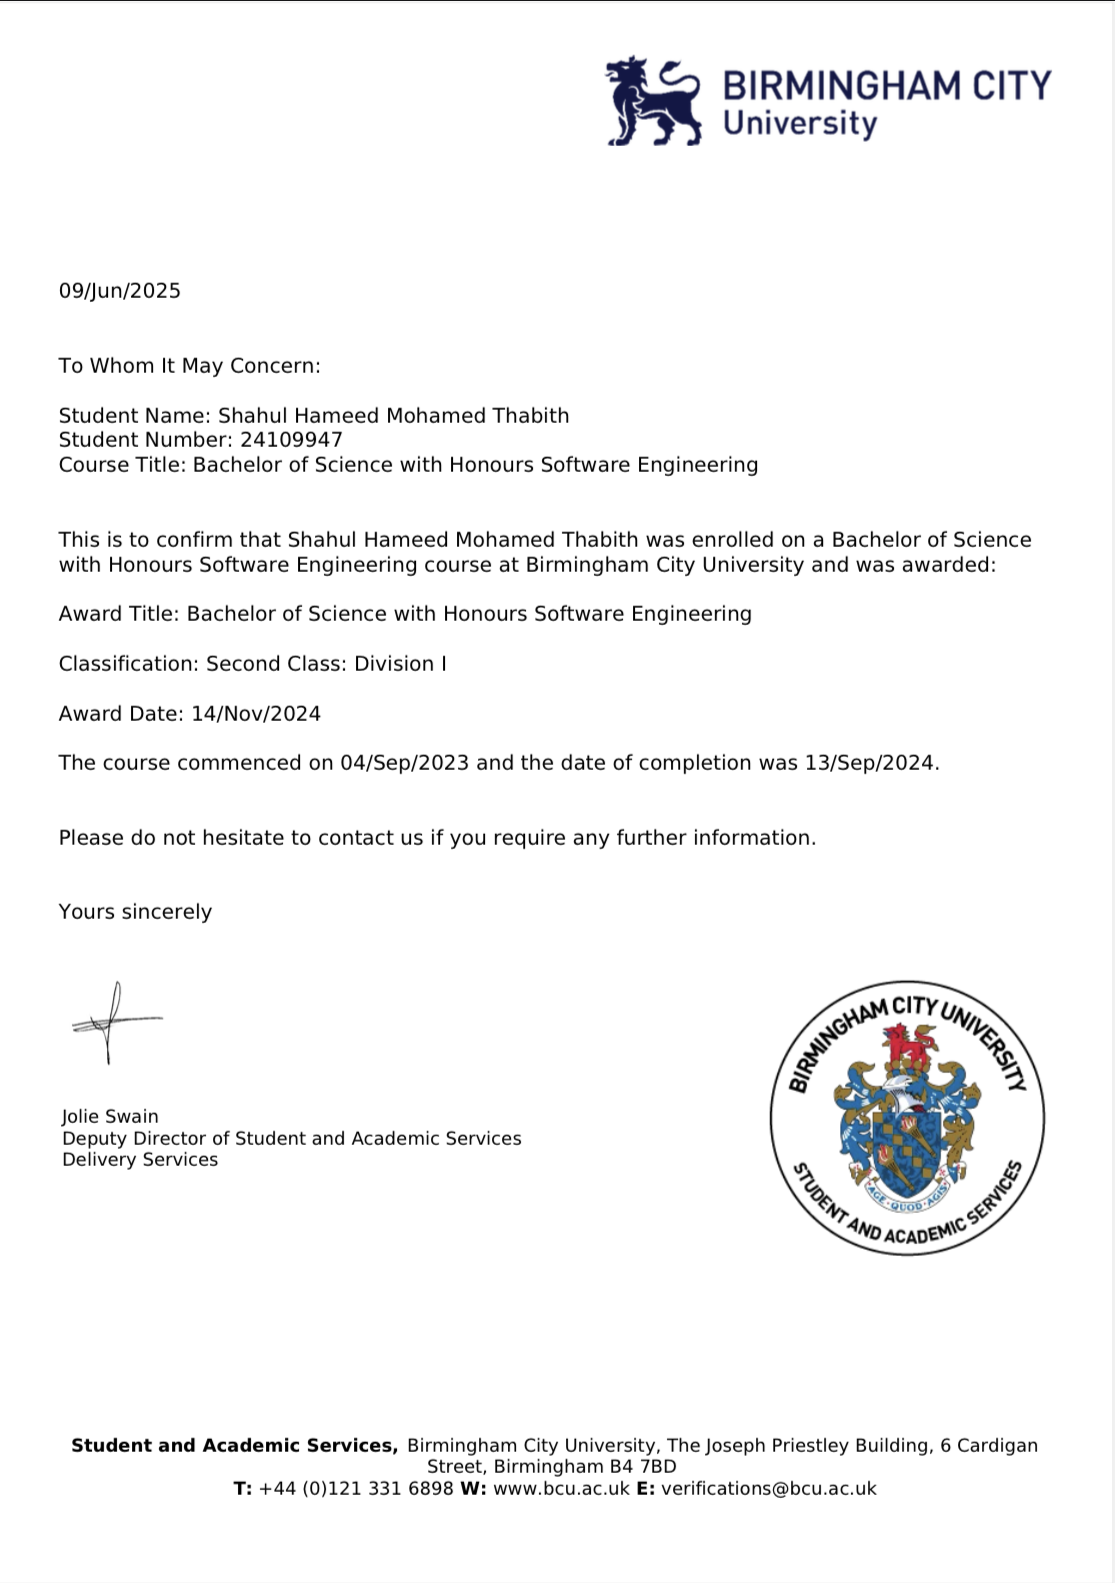 BIRMINGHAM CITY
University
09/Jun/2025
To Whom It May Concern:
Student Name: Shahul Hameed Mohamed Thabith
Student Number: 24109947
Course Title: Bachelor of Science with Honours Software Engineering
This is to confirm that Shahul Hameed Mohamed Thabith was enrolled on a Bachelor of Science
with Honours Software Engineering course at Birmingham City University and was awarded:
Award Title: Bachelor of Science with Honours Software Engineering
Classification: Second Class: Division I
Award Date: 14/Nov/2024
The course commenced on 04/Sep/2023 and the date of completion was 13/Sep/2024.
Please do not hesitate to contact us if you require any further information.
Yours sincerely
Jolie Swain
Deputy Director of Student and Academic Services
Delivery Services
BIRMINGHAM CITY UNIVERSITY
AGE·QUOD·AGIS
STUDENT AND ACADEMIC SERVICES
Student and Academic Services, Birmingham City University, The Joseph Priestley Building, 6 Cardigan
Street, Birmingham B4 7BD
T: +44 (0)121 331 6898 W: www.bcu.ac.uk E: verifications@bcu.ac.uk